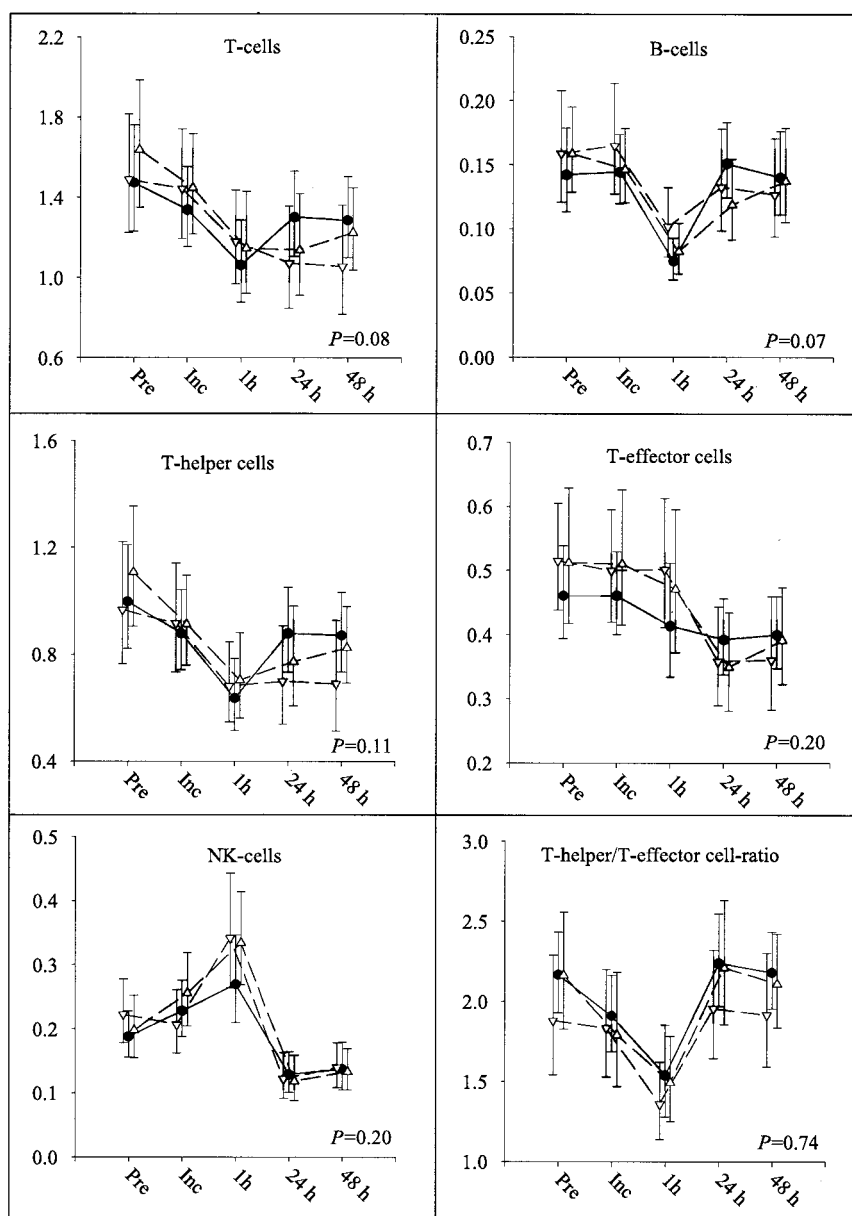 T-cells
2.2
1.8
1.4
1.0
0.6
P=0.08
Pre Inc 1h 24 h 48 h
B-cells
0.25
0.20
0.15
0.10
0.05
0.00
P=0.07
Pre Inc 1h 24 h 48 h
T-helper cells
1.6
1.2
0.8
0.4
P=0.11
Pre Inc 1h 24 h 48 h
T-effector cells
0.7
0.6
0.5
0.4
0.3
0.2
P=0.20
Pre Inc 1h 24 h 48 h
NK-cells
0.5
0.4
0.3
0.2
0.1
0.0
P=0.20
Pre Inc 1h 24 h 48 h
T-helper/T-effector cell-ratio
3.0
2.5
2.0
1.5
1.0
P=0.74
Pre Inc 1h 24 h 48 h